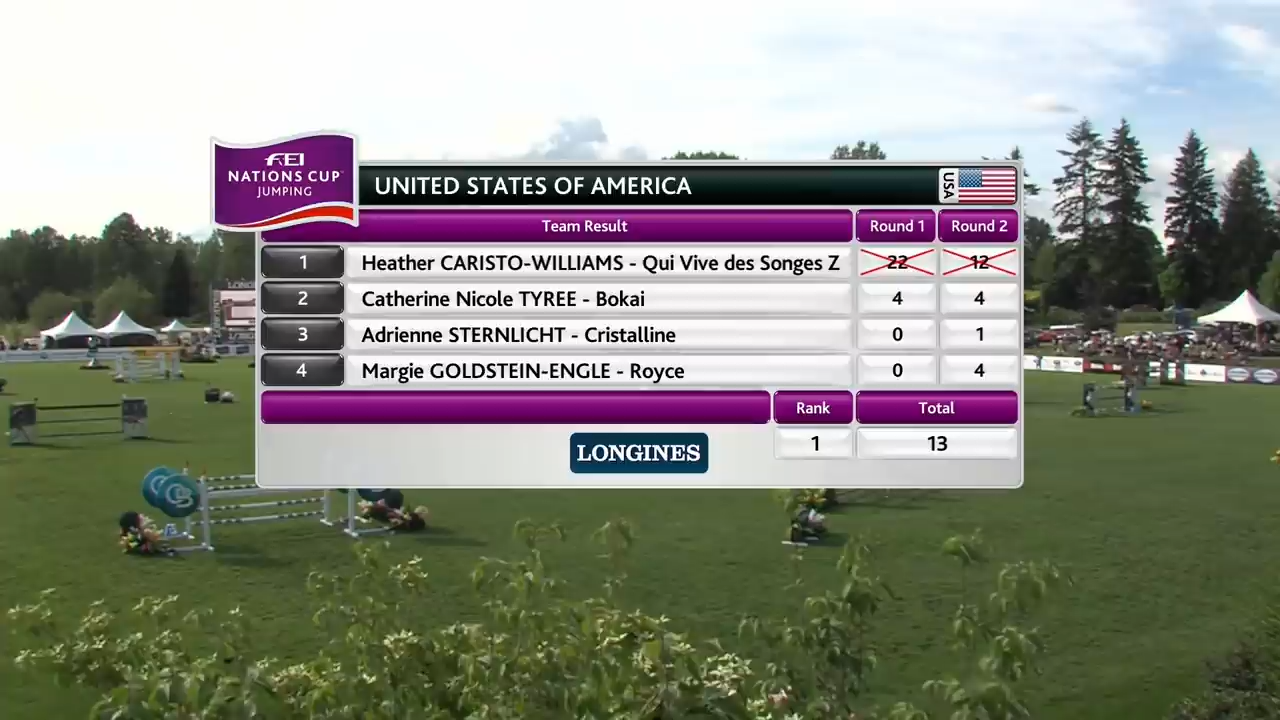 FEI
NATIONS CUP™
JUMPING
UNITED STATES OF AMERICA
USA
Team Result Round 1 Round 2
1 Heather CARISTO-WILLIAMS - Qui Vive des Songes Z 22 12
2 Catherine Nicole TYREE - Bokai 4 4
3 Adrienne STERNLICHT - Cristalline 0 1
4 Margie GOLDSTEIN-ENGLE - Royce 0 4
Rank Total
1 13
LONGINES